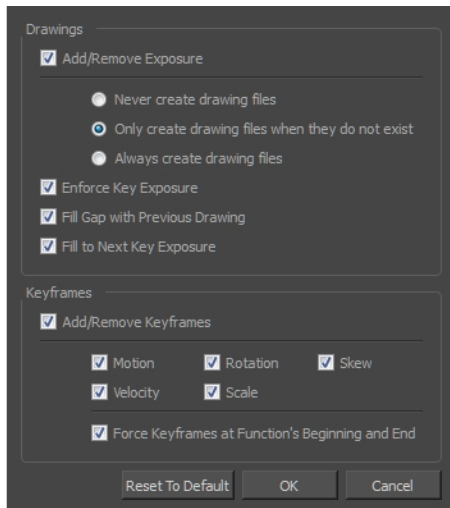 Drawings
Add/Remove Exposure
Never create drawing files
Only create drawing files when they do not exist
Always create drawing files
Enforce Key Exposure
Fill Gap with Previous Drawing
Fill to Next Key Exposure
Keyframes
Add/Remove Keyframes
Motion Rotation Skew
Velocity Scale
Force Keyframes at Function's Beginning and End
Reset To Default OK Cancel